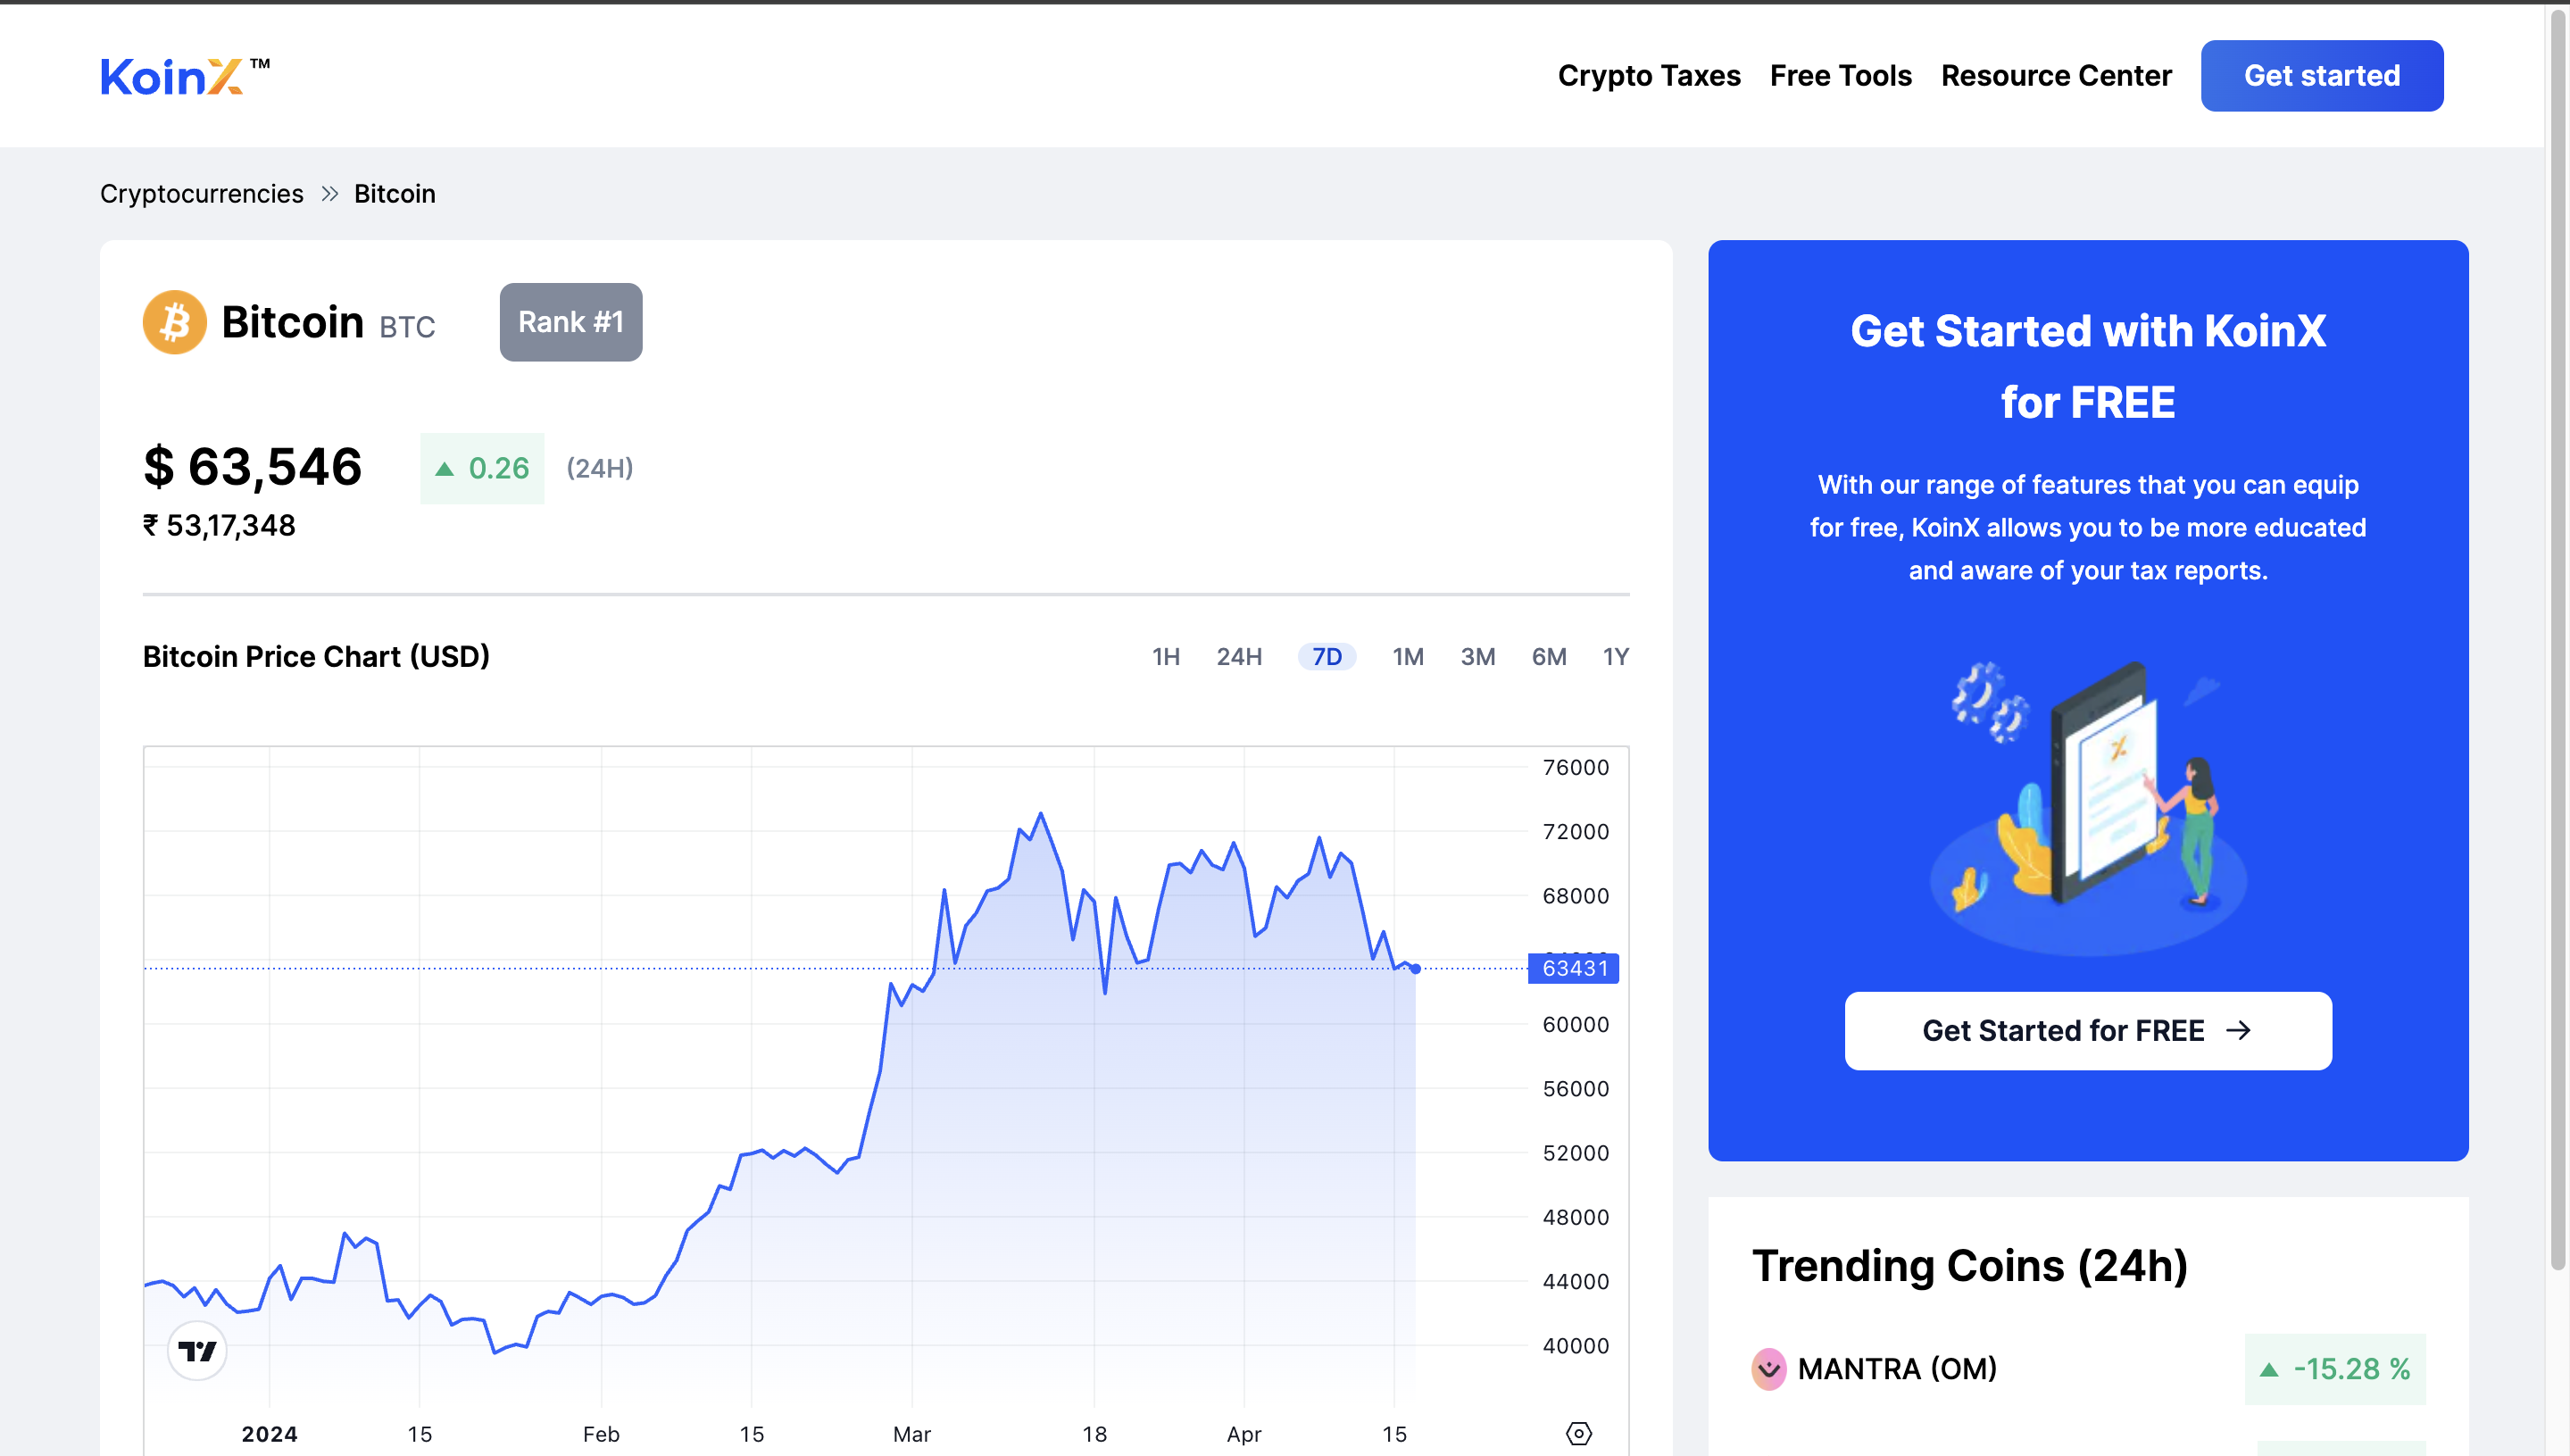 KoinX™
Crypto Taxes
Free Tools
Resource Center
Get started
Cryptocurrencies » Bitcoin
Bitcoin BTC
Rank #1
$ 63,546
▲ 0.26
(24H)
₹ 53,17,348
Bitcoin Price Chart (USD)
1H
24H
7D
1M
3M
6M
1Y
76000
72000
68000
63431
60000
56000
52000
48000
44000
40000
2024
15
Feb
15
Mar
18
Apr
15
Get Started with KoinX
for FREE
With our range of features that you can equip
for free, KoinX allows you to be more educated
and aware of your tax reports.
Get Started for FREE →
Trending Coins (24h)
MANTRA (OM)
▲ -15.28 %